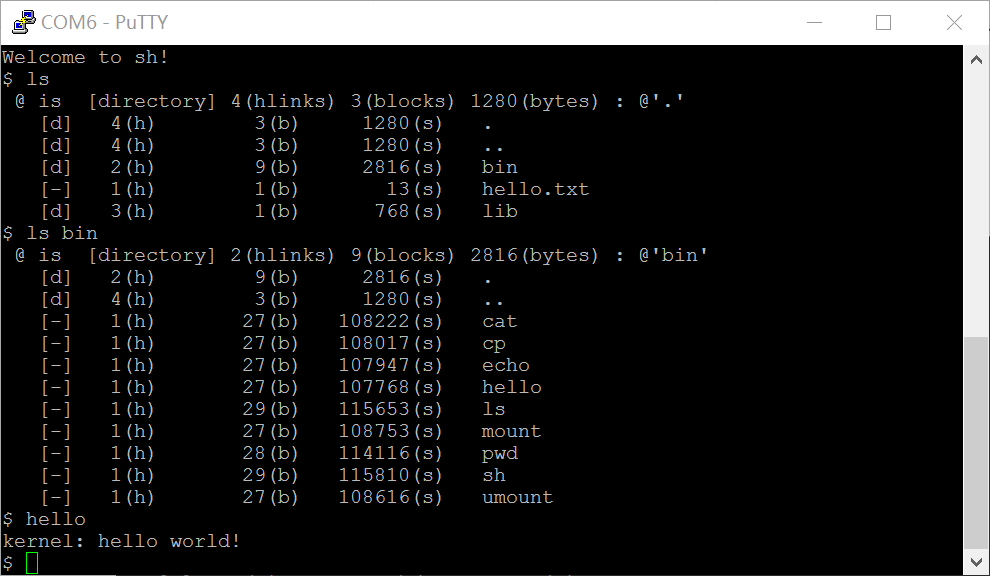 COM6 - PuTTY
Welcome to sh!
$ ls
 @ is  [directory] 4(hlinks) 3(blocks) 1280(bytes) : @'.'
   [d]   4(h)        3(b)     1280(s)   .
   [d]   4(h)        3(b)     1280(s)   ..
   [d]   2(h)        9(b)     2816(s)   bin
   [-]   1(h)        1(b)       13(s)   hello.txt
   [d]   3(h)        1(b)      768(s)   lib
$ ls bin
 @ is  [directory] 2(hlinks) 9(blocks) 2816(bytes) : @'bin'
   [d]   2(h)        9(b)     2816(s)   .
   [d]   4(h)        3(b)     1280(s)   ..
   [-]   1(h)       27(b)   108222(s)   cat
   [-]   1(h)       27(b)   108017(s)   cp
   [-]   1(h)       27(b)   107947(s)   echo
   [-]   1(h)       27(b)   107768(s)   hello
   [-]   1(h)       29(b)   115653(s)   ls
   [-]   1(h)       27(b)   108753(s)   mount
   [-]   1(h)       28(b)   114116(s)   pwd
   [-]   1(h)       29(b)   115810(s)   sh
   [-]   1(h)       27(b)   108616(s)   umount
$ hello
kernel: hello world!
$